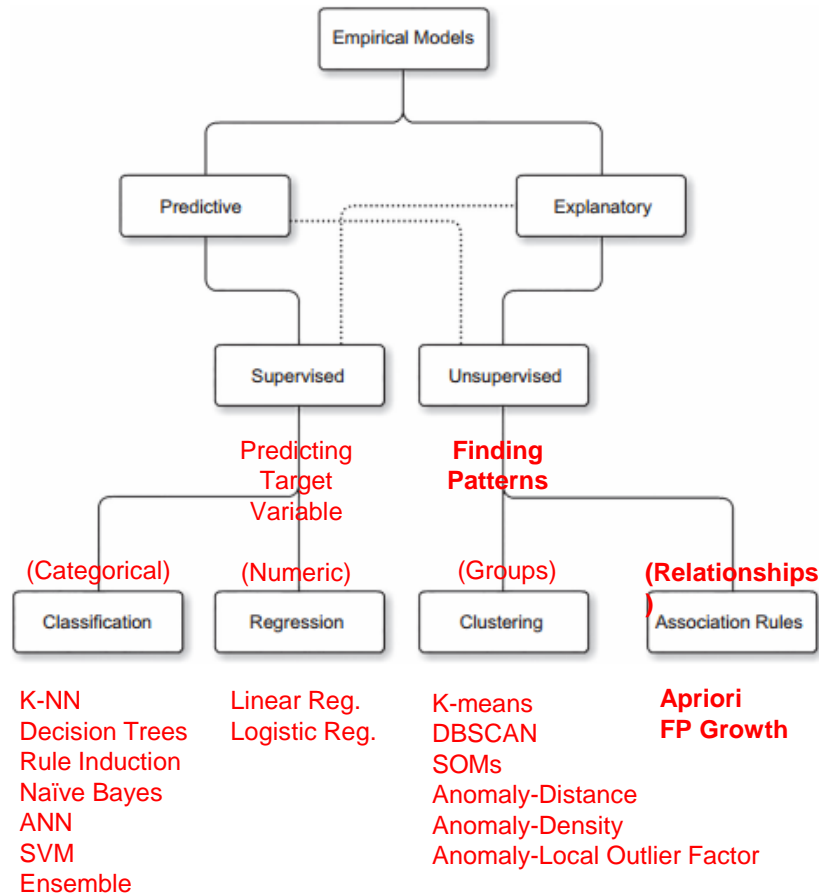 Empirical Models
Predictive
Explanatory
Supervised
Unsupervised
Predicting
Target
Variable
Finding
Patterns
(Categorical)
(Numeric)
(Groups)
(Relationships
)
Classification
Regression
Clustering
Association Rules
K-NN
Decision Trees
Rule Induction
Naïve Bayes
ANN
SVM
Ensemble
Linear Reg.
Logistic Reg.
K-means
DBSCAN
SOMs
Anomaly-Distance
Anomaly-Density
Anomaly-Local Outlier Factor
Apriori
FP Growth